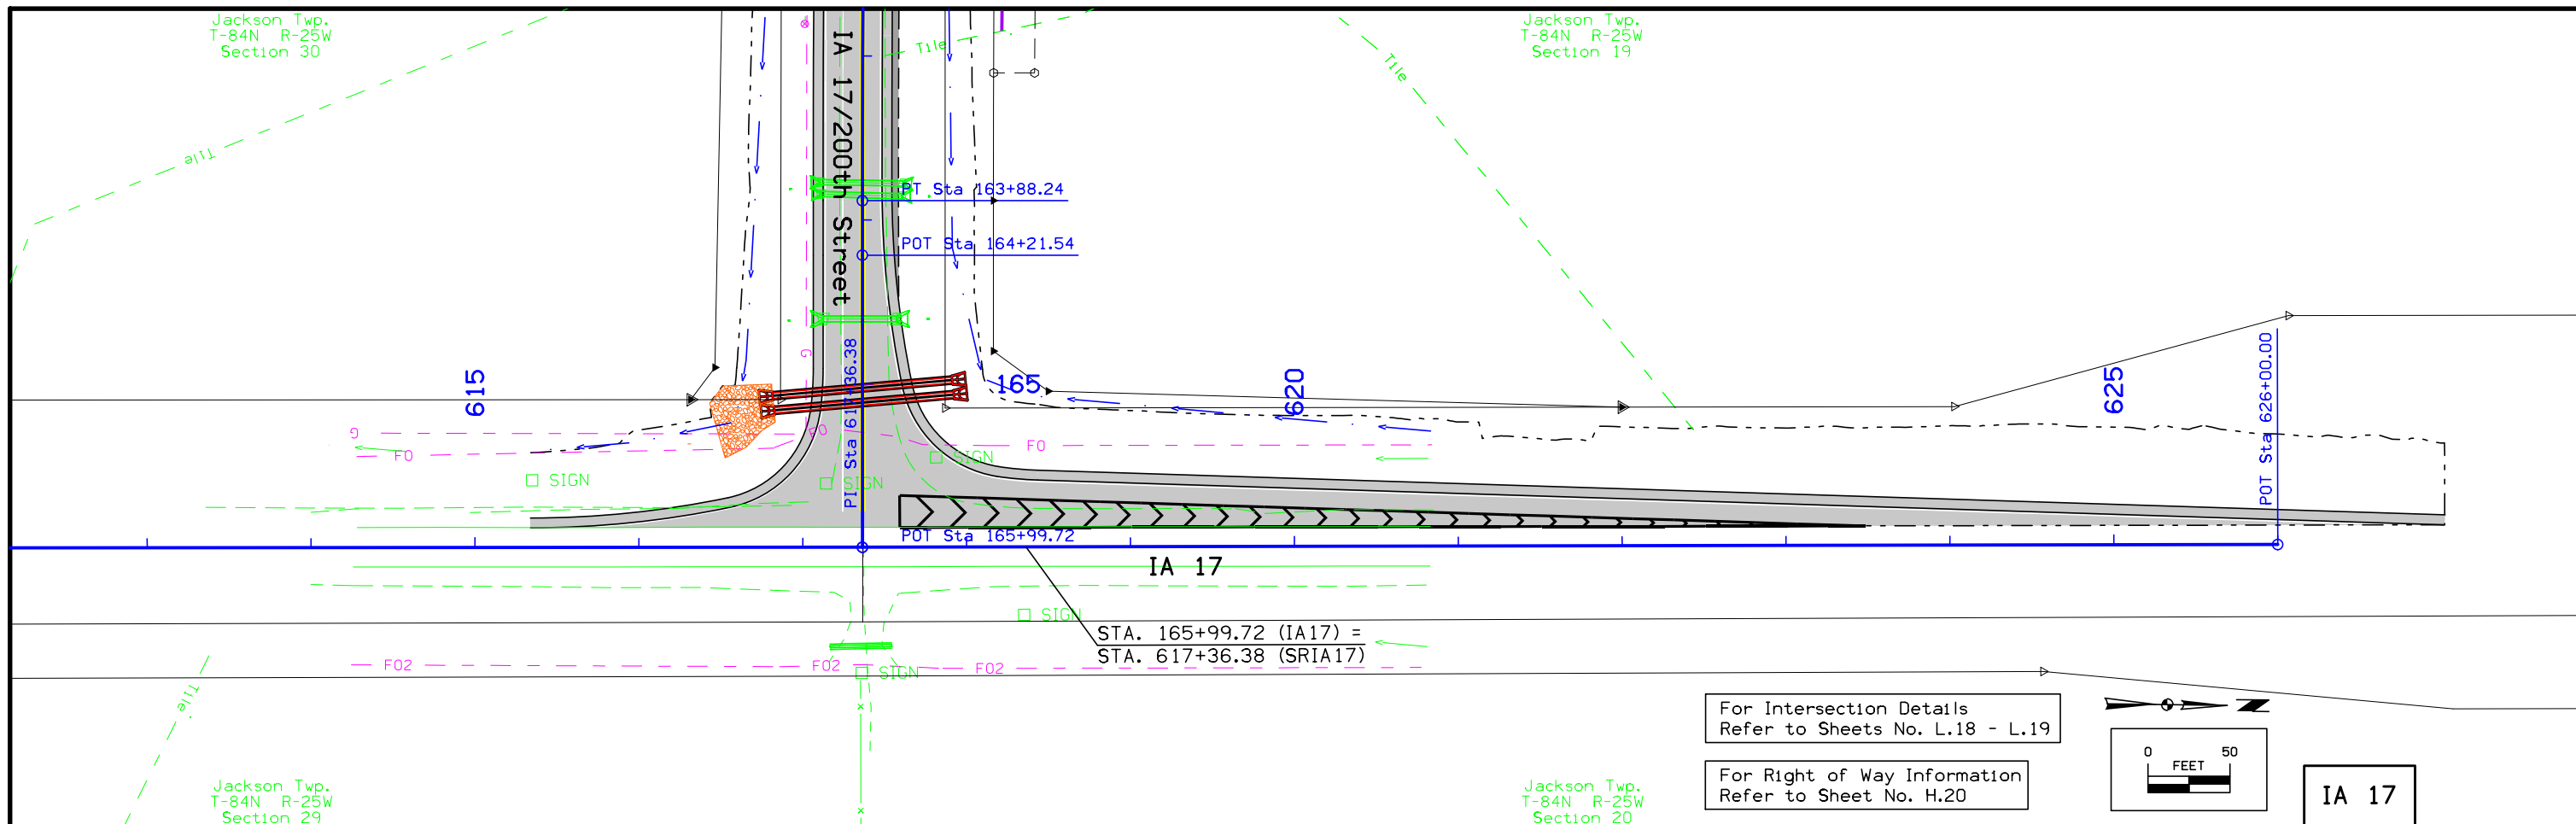 Jackson Twp.
T-84N R-25W
Section 30
Jackson Twp.
T-84N R-25W
Section 19
Tile
Tile
Tile
IA 17/200th Street
PT Sta 163+88.24
POT Sta 164+21.54
G
PI Sta 617+36.38
615
165
620
625
POT Sta 626+00.00
G
FO
FO
FO
SIGN
SIGN
SIGN
POT Sta 165+99.72
IA 17
SIGN
STA. 165+99.72 (IA17) =
STA. 617+36.38 (SRIA17)
FO2
FO2
FO2
SIGN
Tile
For Intersection Details
Refer to Sheets No. L.18 - L.19
N
For Right of Way Information
Refer to Sheet No. H.20
0 50
FEET
IA 17
Jackson Twp.
T-84N R-25W
Section 29
Jackson Twp.
T-84N R-25W
Section 20